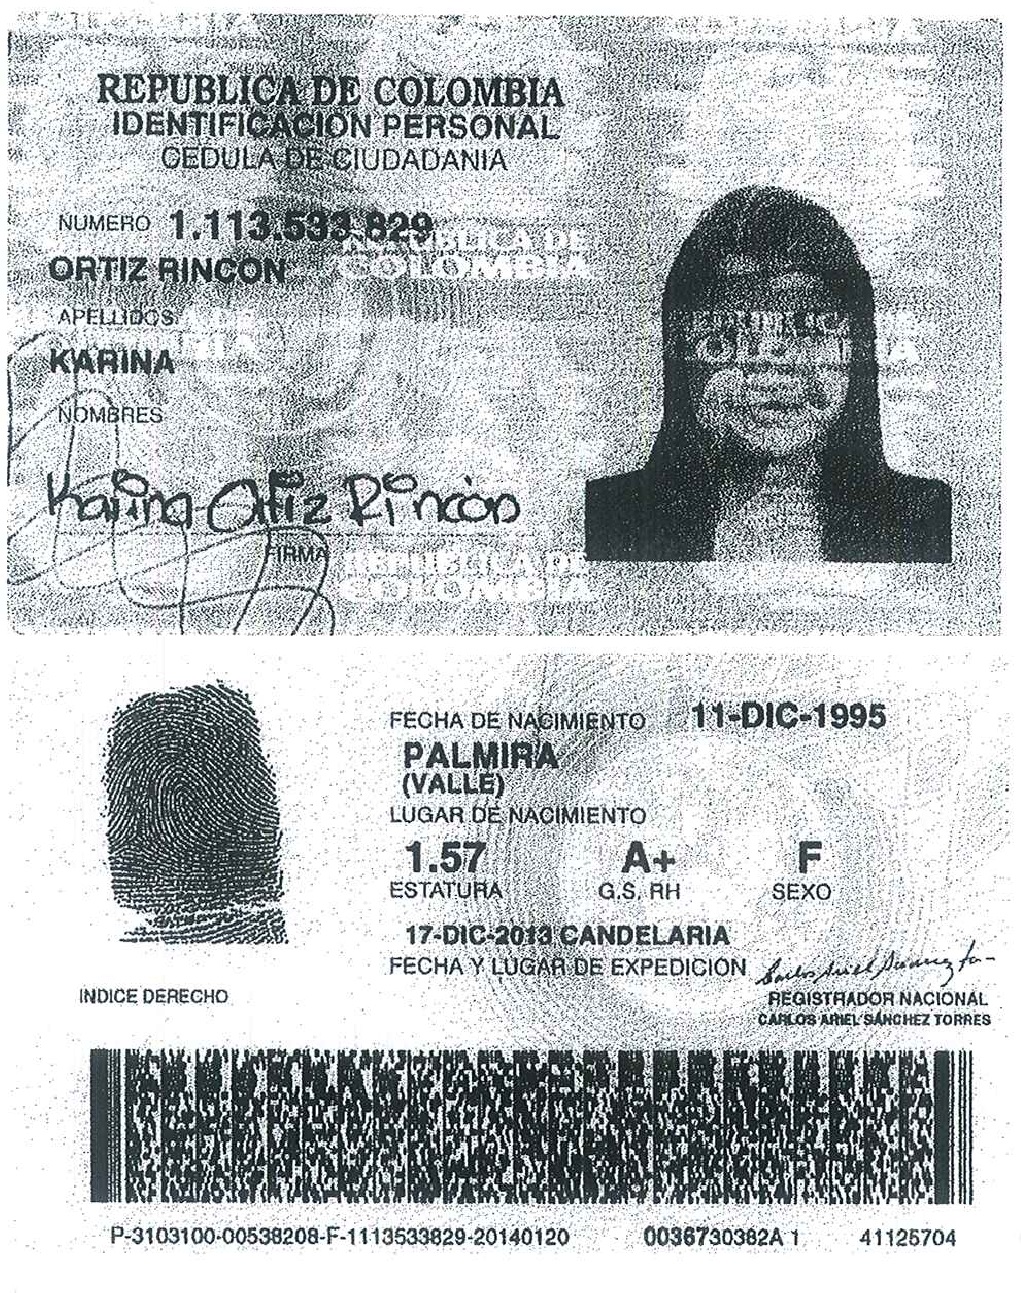 REPUBLICA DE COLOMBIA
IDENTIFICACION PERSONAL
CEDULA DE CIUDADANIA
NUMERO 1.113.533.829
ORTIZ RINCON
APELLIDOS
KARINA
NOMBRES
Karina Ortiz Rincón
FIRMA
REPUBLICA DE
COLOMBIA
REPUBLICA DE
COLOMBIA
FECHA DE NACIMIENTO 11-DIC-1995
PALMIRA
(VALLE)
LUGAR DE NACIMIENTO
1.57 A+ F
ESTATURA G.S. RH SEXO
17-DIC-2013 CANDELARIA
FECHA Y LUGAR DE EXPEDICION
INDICE DERECHO
REGISTRADOR NACIONAL
CARLOS ARIEL SÁNCHEZ TORRES
P-3103100-00538208-F-1113533829-20140120 0036730382A 1 41125704